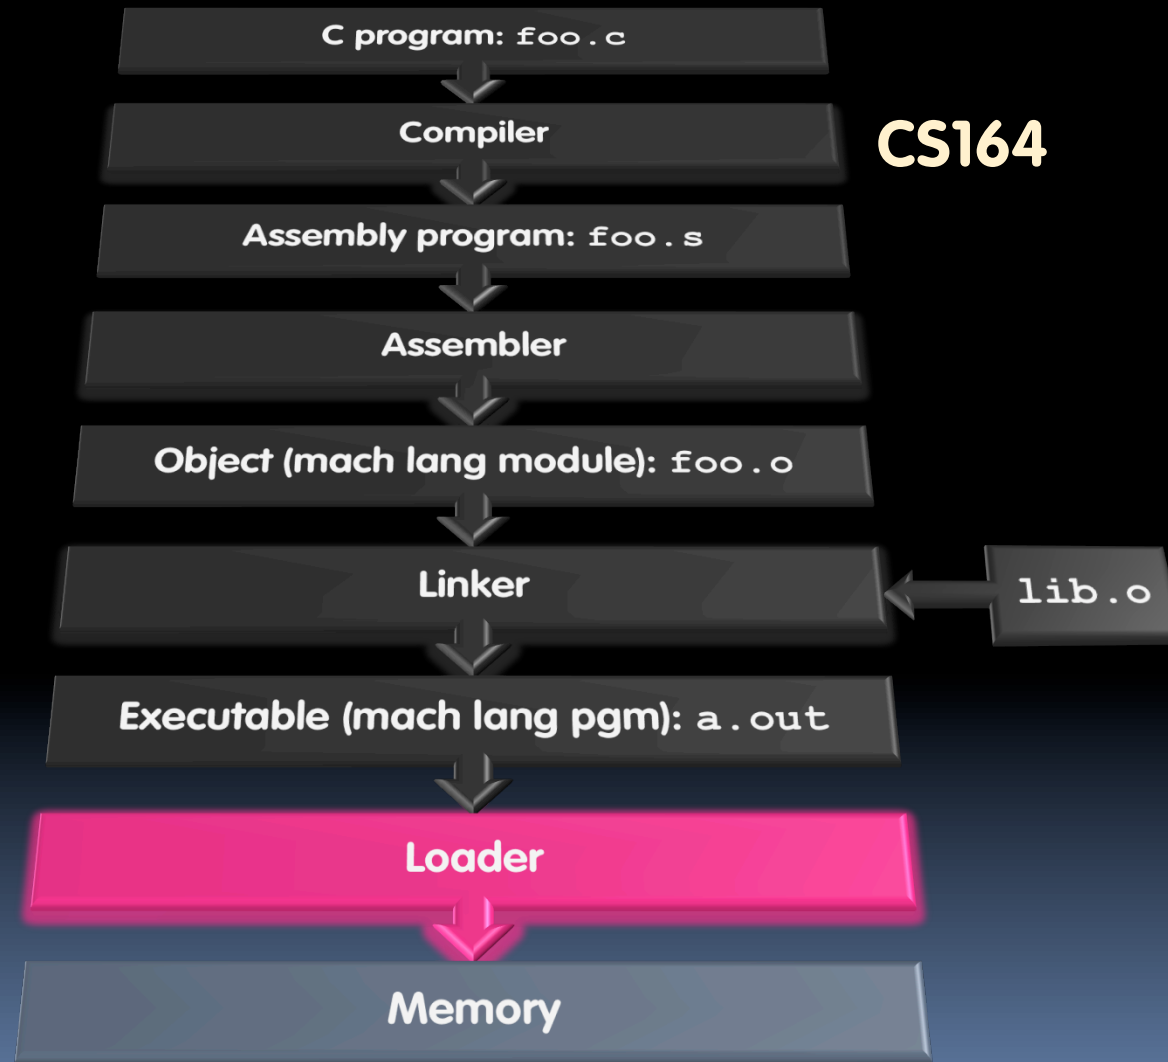 C program: foo.c
Compiler
CS164
Assembly program: foo.s
Assembler
Object (mach lang module): foo.o
Linker
lib.o
Executable (mach lang pgm): a.out
Loader
Memory